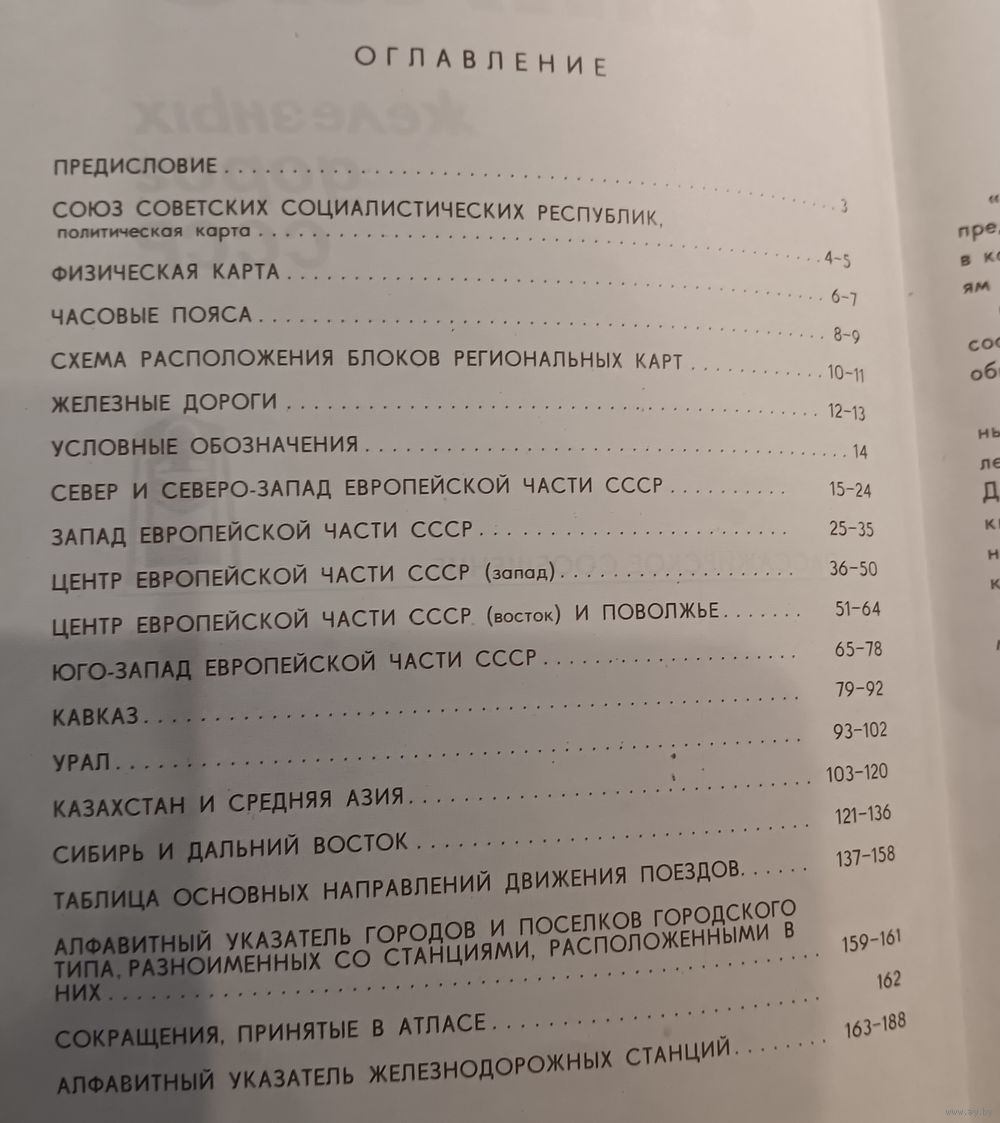 ОГЛАВЛЕНИЕ
ПРЕДИСЛОВИЕ . . . . . . . . . . 3
СОЮЗ СОВЕТСКИХ СОЦИАЛИСТИЧЕСКИХ РЕСПУБЛИК,
политическая карта . . . . . . . . . . 4–5
ФИЗИЧЕСКАЯ КАРТА . . . . . . . . . . 6–7
ЧАСОВЫЕ ПОЯСА . . . . . . . . . . 8–9
СХЕМА РАСПОЛОЖЕНИЯ БЛОКОВ РЕГИОНАЛЬНЫХ КАРТ . . . . . . . . . . 10–11
ЖЕЛЕЗНЫЕ ДОРОГИ . . . . . . . . . . 12–13
УСЛОВНЫЕ ОБОЗНАЧЕНИЯ . . . . . . . . . . 14
СЕВЕР И СЕВЕРО-ЗАПАД ЕВРОПЕЙСКОЙ ЧАСТИ СССР . . . . . . . . . . 15–24
ЗАПАД ЕВРОПЕЙСКОЙ ЧАСТИ СССР . . . . . . . . . . 25–35
ЦЕНТР ЕВРОПЕЙСКОЙ ЧАСТИ СССР (запад) . . . . . . . . . . 36–50
ЦЕНТР ЕВРОПЕЙСКОЙ ЧАСТИ СССР (восток) И ПОВОЛЖЬЕ . . . . . . . 51–64
ЮГО-ЗАПАД ЕВРОПЕЙСКОЙ ЧАСТИ СССР . . . . . . . . . . 65–78
КАВКАЗ . . . . . . . . . . 79–92
УРАЛ . . . . . . . . . . 93–102
КАЗАХСТАН И СРЕДНЯЯ АЗИЯ . . . . . . . . . . 103–120
СИБИРЬ И ДАЛЬНИЙ ВОСТОК . . . . . . . . . . 121–136
ТАБЛИЦА ОСНОВНЫХ НАПРАВЛЕНИЙ ДВИЖЕНИЯ ПОЕЗДОВ . . . . . . 137–158
АЛФАВИТНЫЙ УКАЗАТЕЛЬ ГОРОДОВ И ПОСЕЛКОВ ГОРОДСКОГО
ТИПА, РАЗНОИМЕННЫХ СО СТАНЦИЯМИ, РАСПОЛОЖЕННЫМИ В
НИХ . . . . . . . . . . 159–161
СОКРАЩЕНИЯ, ПРИНЯТЫЕ В АТЛАСЕ . . . . . . . . . . 162
АЛФАВИТНЫЙ УКАЗАТЕЛЬ ЖЕЛЕЗНОДОРОЖНЫХ СТАНЦИЙ . . . . . . . 163–188
www.ay.by